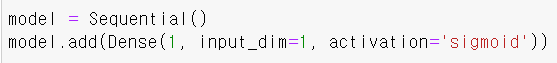 model = Sequential()
model.add(Dense(1, input_dim=1, activation='sigmoid'))